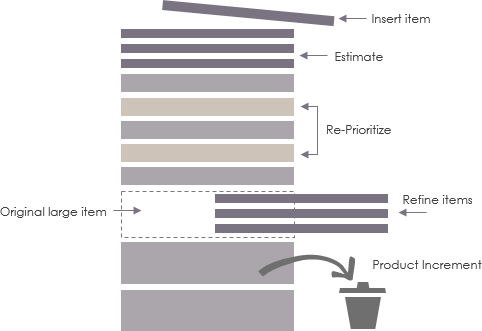 Insert item
Estimate
Re-Prioritize
Original large item
Refine items
Product Increment